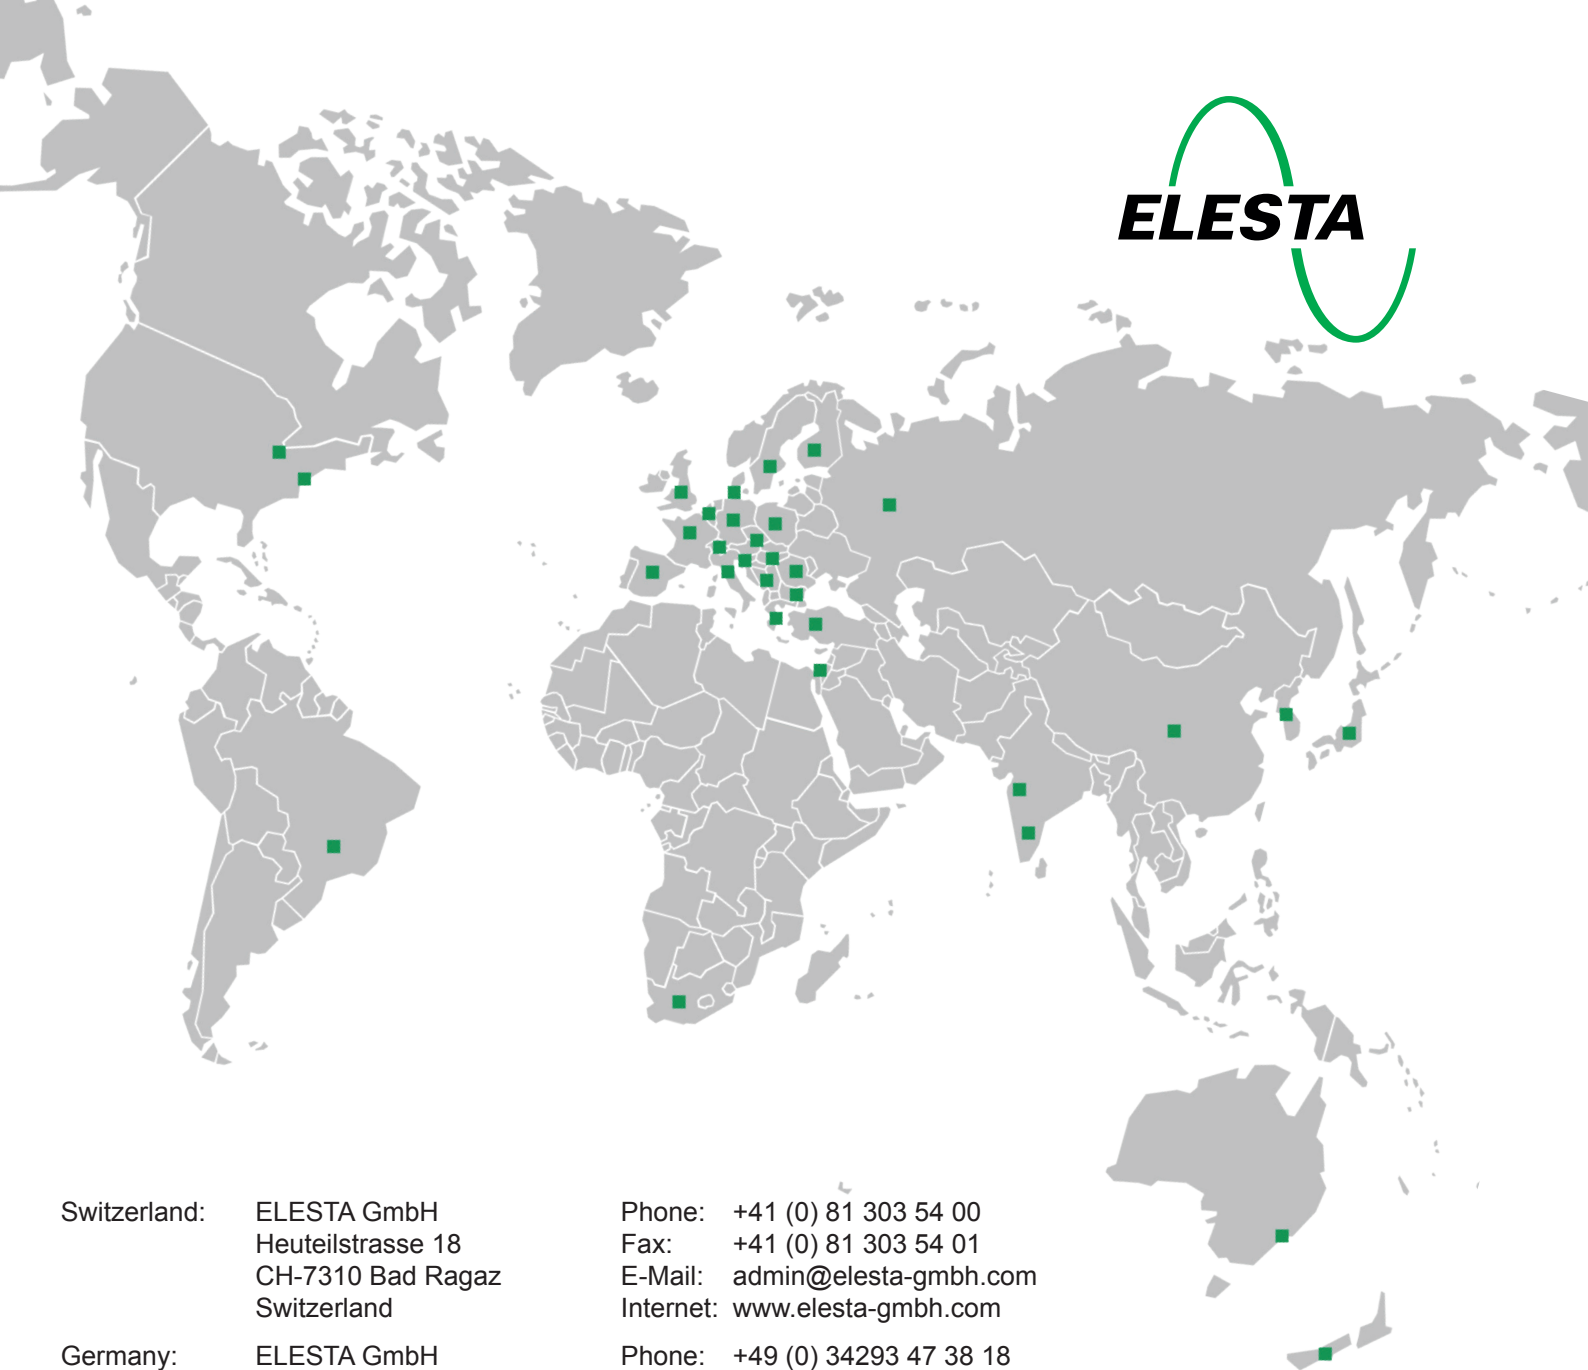 ELESTA
Switzerland: ELESTA GmbH Phone: +41 (0) 81 303 54 00
Heuteilstrasse 18 Fax: +41 (0) 81 303 54 01
CH-7310 Bad Ragaz E-Mail: admin@elesta-gmbh.com
Switzerland Internet: www.elesta-gmbh.com
Germany: ELESTA GmbH Phone: +49 (0) 34293 47 38 18